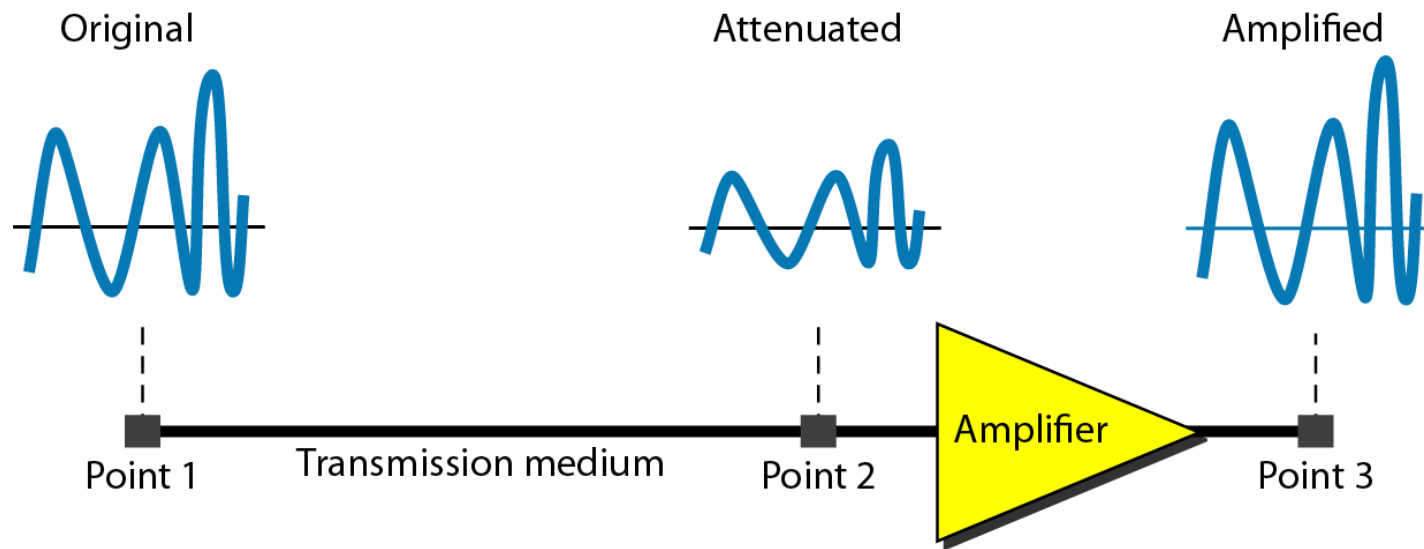 Original
Attenuated
Amplified
Amplifier
Transmission medium
Point 1
Point 2
Point 3